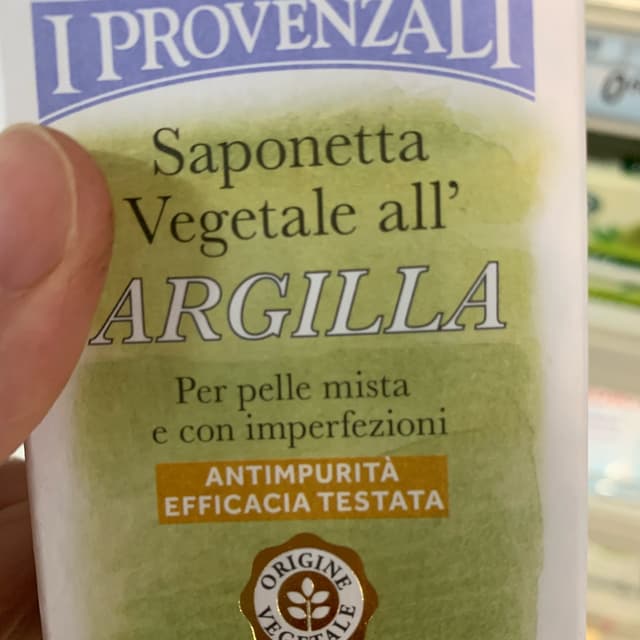 I PROVENZALI
Saponetta
Vegetale all'
ARGILLA
Per pelle mista
e con imperfezioni
ANTIMPURITÀ
EFFICACIA TESTATA
ORIGINE
VEGETALE